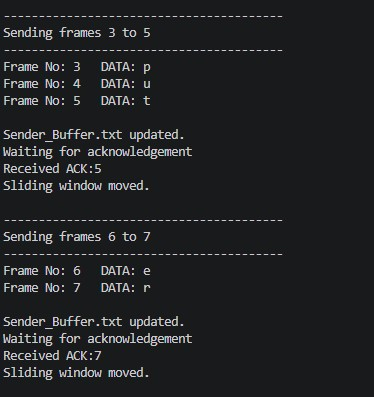 ----------------------------------------
Sending frames 3 to 5
----------------------------------------
Frame No: 3   DATA: p
Frame No: 4   DATA: u
Frame No: 5   DATA: t

Sender_Buffer.txt updated.
Waiting for acknowledgement
Received ACK:5
Sliding window moved.

----------------------------------------
Sending frames 6 to 7
----------------------------------------
Frame No: 6   DATA: e
Frame No: 7   DATA: r

Sender_Buffer.txt updated.
Waiting for acknowledgement
Received ACK:7
Sliding window moved.